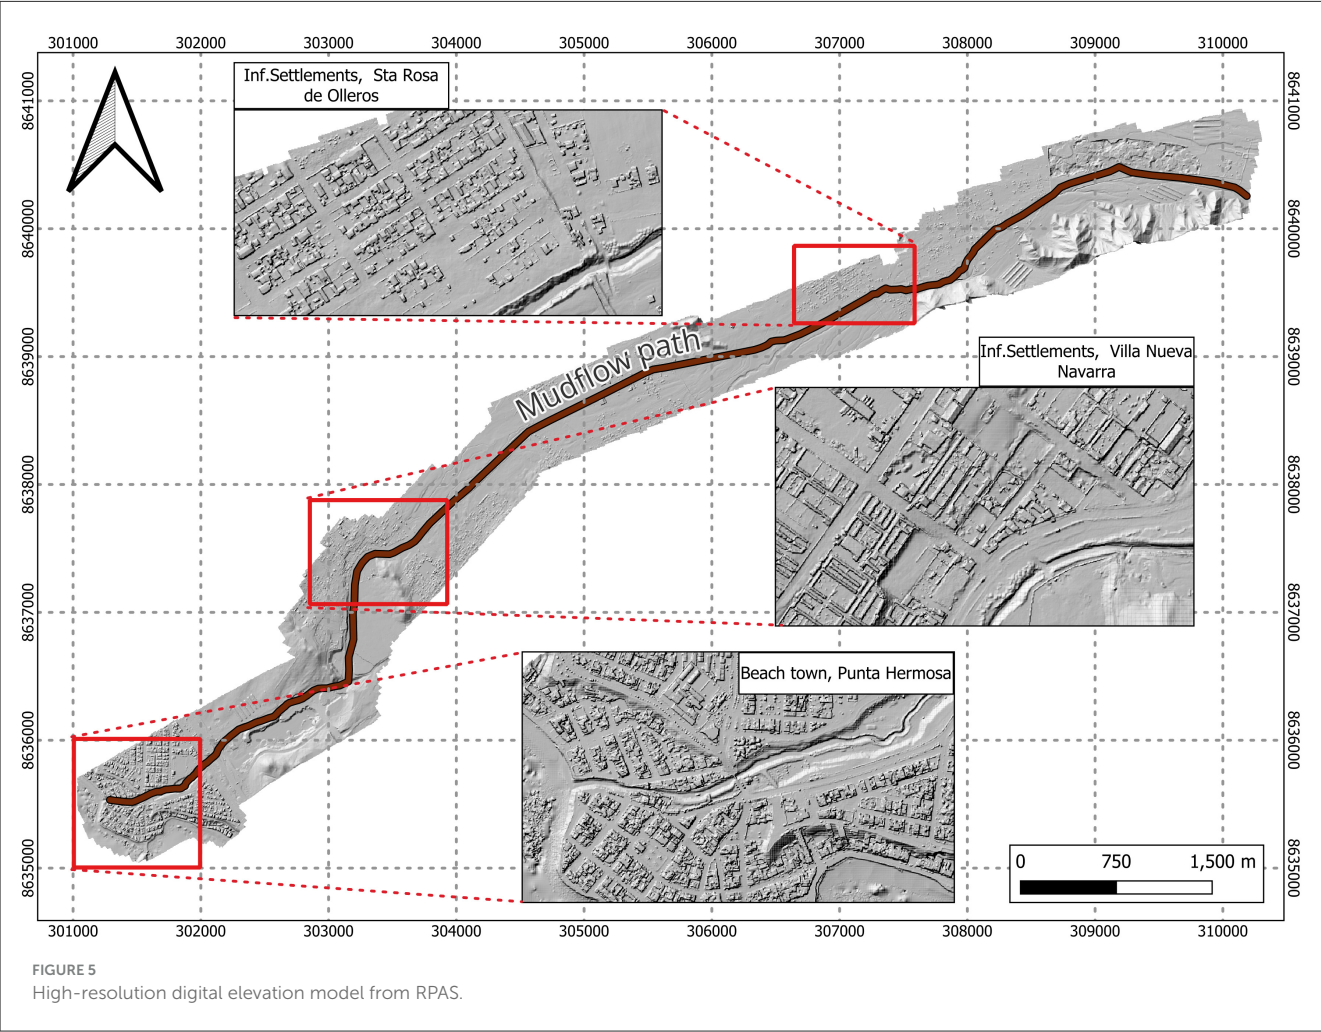 301000 302000 303000 304000 305000 306000 307000 308000 309000 310000
8641000
8640000
8639000
8638000
8637000
8636000
8635000
Inf.Settlements, Sta Rosa
de Olleros
Mudflow path
Inf.Settlements, Villa Nueva
Navarra
Beach town, Punta Hermosa
0 750 1,500 m
8641000
8640000
8639000
8638000
8637000
8636000
8635000
301000 302000 303000 304000 305000 306000 307000 308000 309000 310000
FIGURE 5
High-resolution digital elevation model from RPAS.